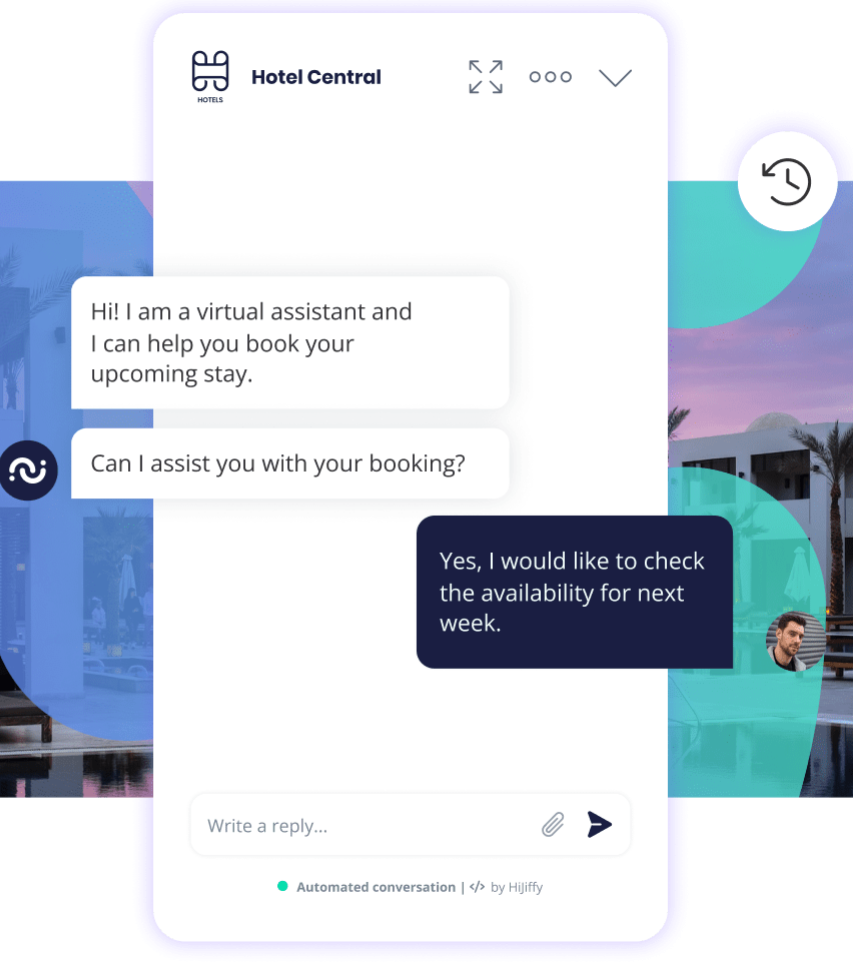 HOTELS
Hotel Central
Hi! I am a virtual assistant and
I can help you book your
upcoming stay.
Can I assist you with your booking?
Yes, I would like to check
the availability for next
week.
Write a reply...
Automated conversation | </> by HiJiffy